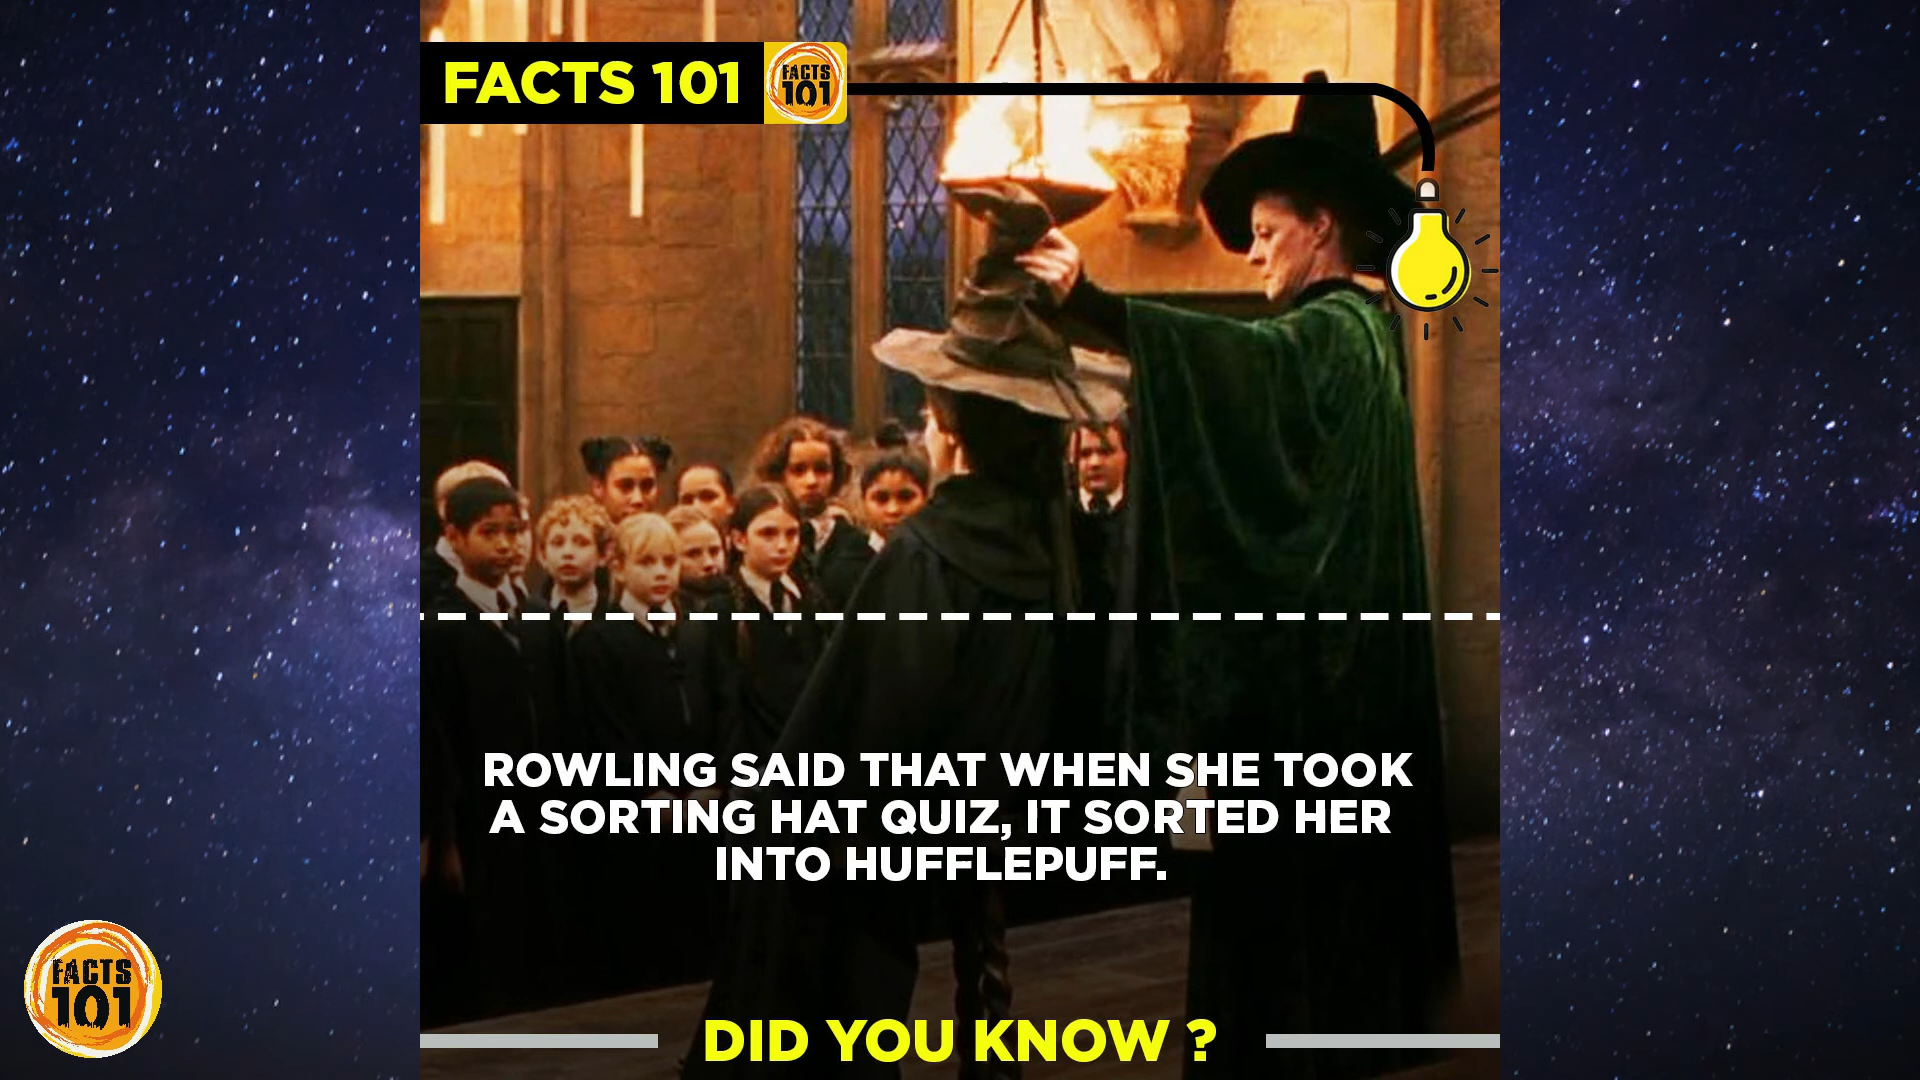 FACTS 101
FACTS
101
ROWLING SAID THAT WHEN SHE TOOK
A SORTING HAT QUIZ, IT SORTED HER
INTO HUFFLEPUFF.
FACTS
101
DID YOU KNOW ?